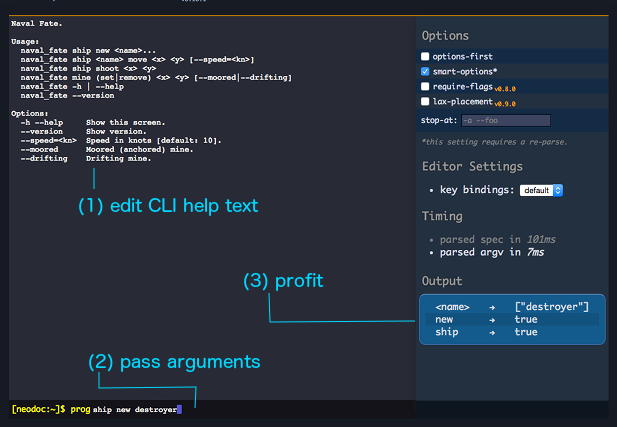 Naval Fate.
Usage:
naval_fate ship new <name>...
naval_fate ship <name> move <x> <y> [--speed=<kn>]
naval_fate ship shoot <x> <y>
naval_fate mine (set|remove) <x> <y> [--moored|--drifting]
naval_fate -h | --help
naval_fate --version
Options:
-h --help Show this screen.
--version Show version.
--speed=<kn> Speed in knots [default: 10].
--moored Moored (anchored) mine.
--drifting Drifting mine.
(1) edit CLI help text
(2) pass arguments
[neodoc:~]$ prog ship new destroyer
Options
options-first
smart-options*
require-flags v0.8.0
lax-placement v0.9.0
stop-at: -a --foo
*this setting requires a re-parse.
Editor Settings
• key bindings: default
Timing
• parsed spec in 101ms
• parsed argv in 7ms
(3) profit
Output
<name> → ["destroyer"]
new → true
ship → true